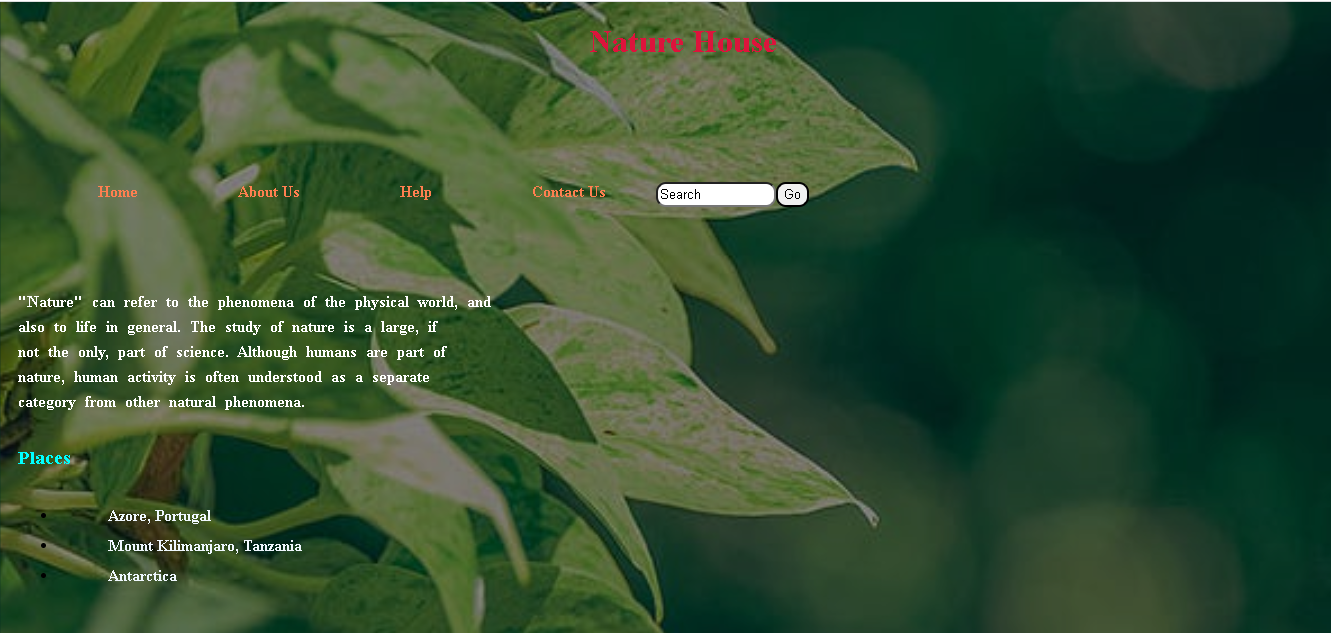 Nature House
Home About Us Help Contact Us Search Go
"Nature" can refer to the phenomena of the physical world, and
also to life in general. The study of nature is a large, if
not the only, part of science. Although humans are part of
nature, human activity is often understood as a separate
category from other natural phenomena.
Places
Azore, Portugal
Mount Kilimanjaro, Tanzania
Antarctica